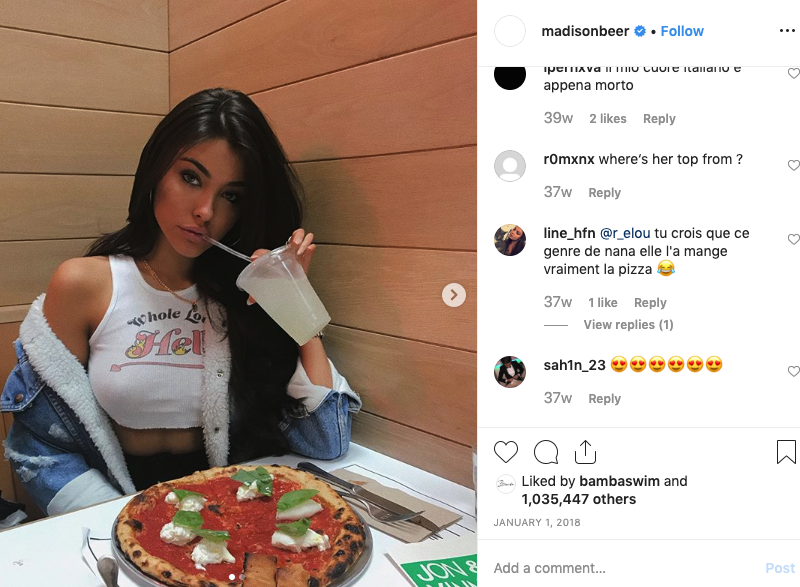 Whole Lot
Hell
JON &
madisonbeer • Follow
ipernxva il mio cuore italiano è
appena morto
39w 2 likes Reply
r0mxnx where's her top from ?
37w Reply
line_hfn @r_elou tu crois que ce
genre de nana elle l'a mange
vraiment la pizza 😂
37w 1 like Reply
View replies (1)
sah1n_23 😍😍😍😍😍😍
37w Reply
Liked by bambaswim and
1,035,447 others
JANUARY 1, 2018
Add a comment... Post